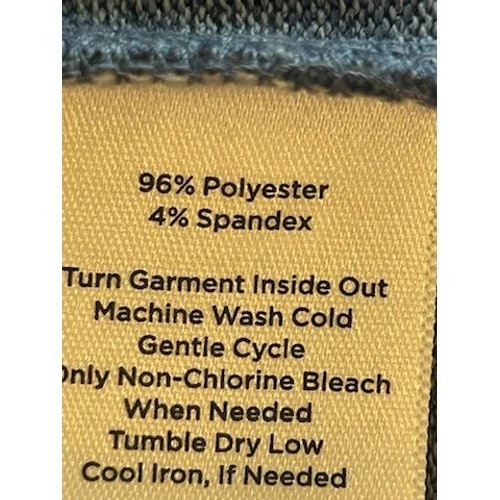 96% Polyester
4% Spandex
Turn Garment Inside Out
Machine Wash Cold
Gentle Cycle
Only Non-Chlorine Bleach
When Needed
Tumble Dry Low
Cool Iron, If Needed